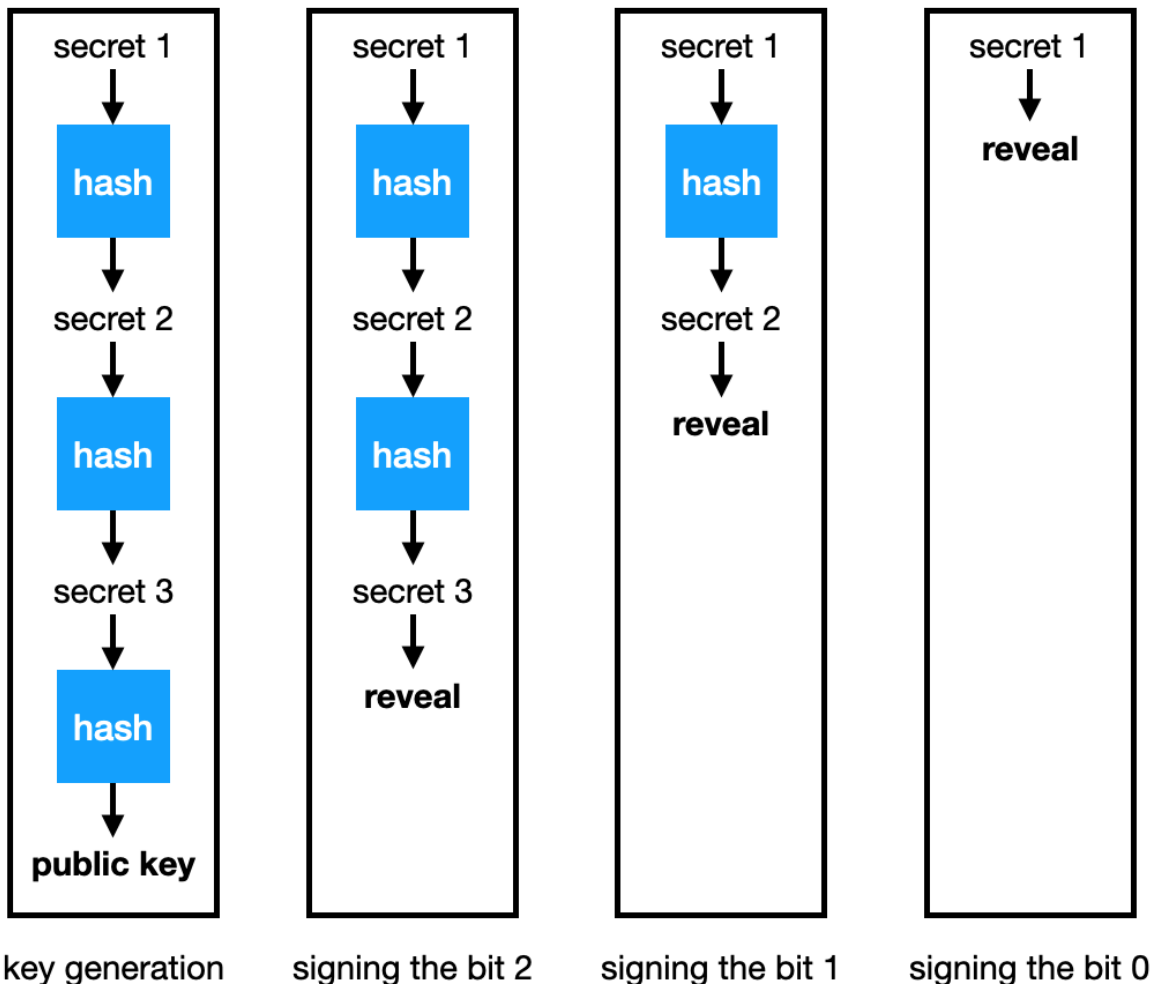 secret 1
hash
secret 2
hash
secret 3
hash
public key
key generation
secret 1
hash
secret 2
hash
secret 3
reveal
signing the bit 2
secret 1
hash
secret 2
reveal
signing the bit 1
secret 1
reveal
signing the bit 0